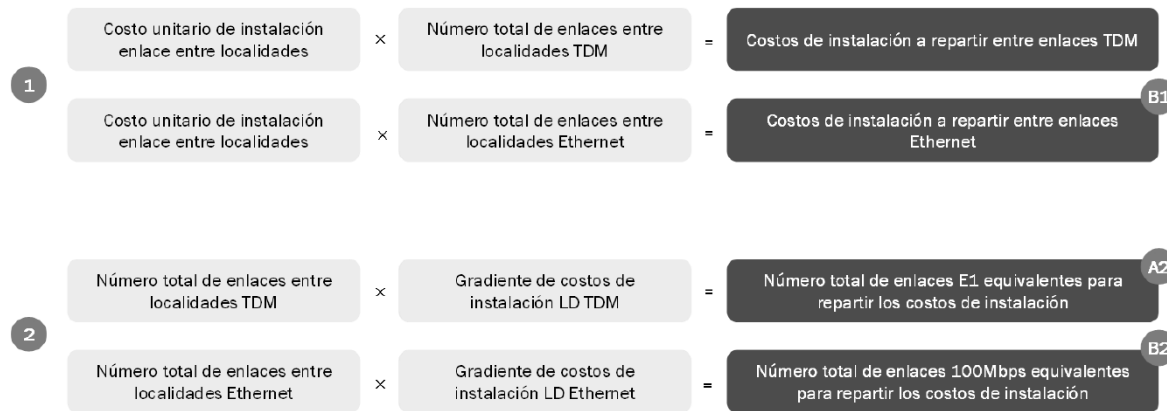 Costo unitario de instalación
enlace entre localidades
×
Número total de enlaces entre
localidades TDM
=
Costos de instalación a repartir entre enlaces TDM
1
B1
Costo unitario de instalación
enlace entre localidades
×
Número total de enlaces entre
localidades Ethernet
=
Costos de instalación a repartir entre enlaces
Ethernet
A2
Número total de enlaces entre
localidades TDM
×
Gradiente de costos de
instalación LD TDM
=
Número total de enlaces E1 equivalentes para
repartir los costos de instalación
2
B2
Número total de enlaces entre
localidades Ethernet
×
Gradiente de costos de
instalación LD Ethernet
=
Número total de enlaces 100Mbps equivalentes
para repartir los costos de instalación